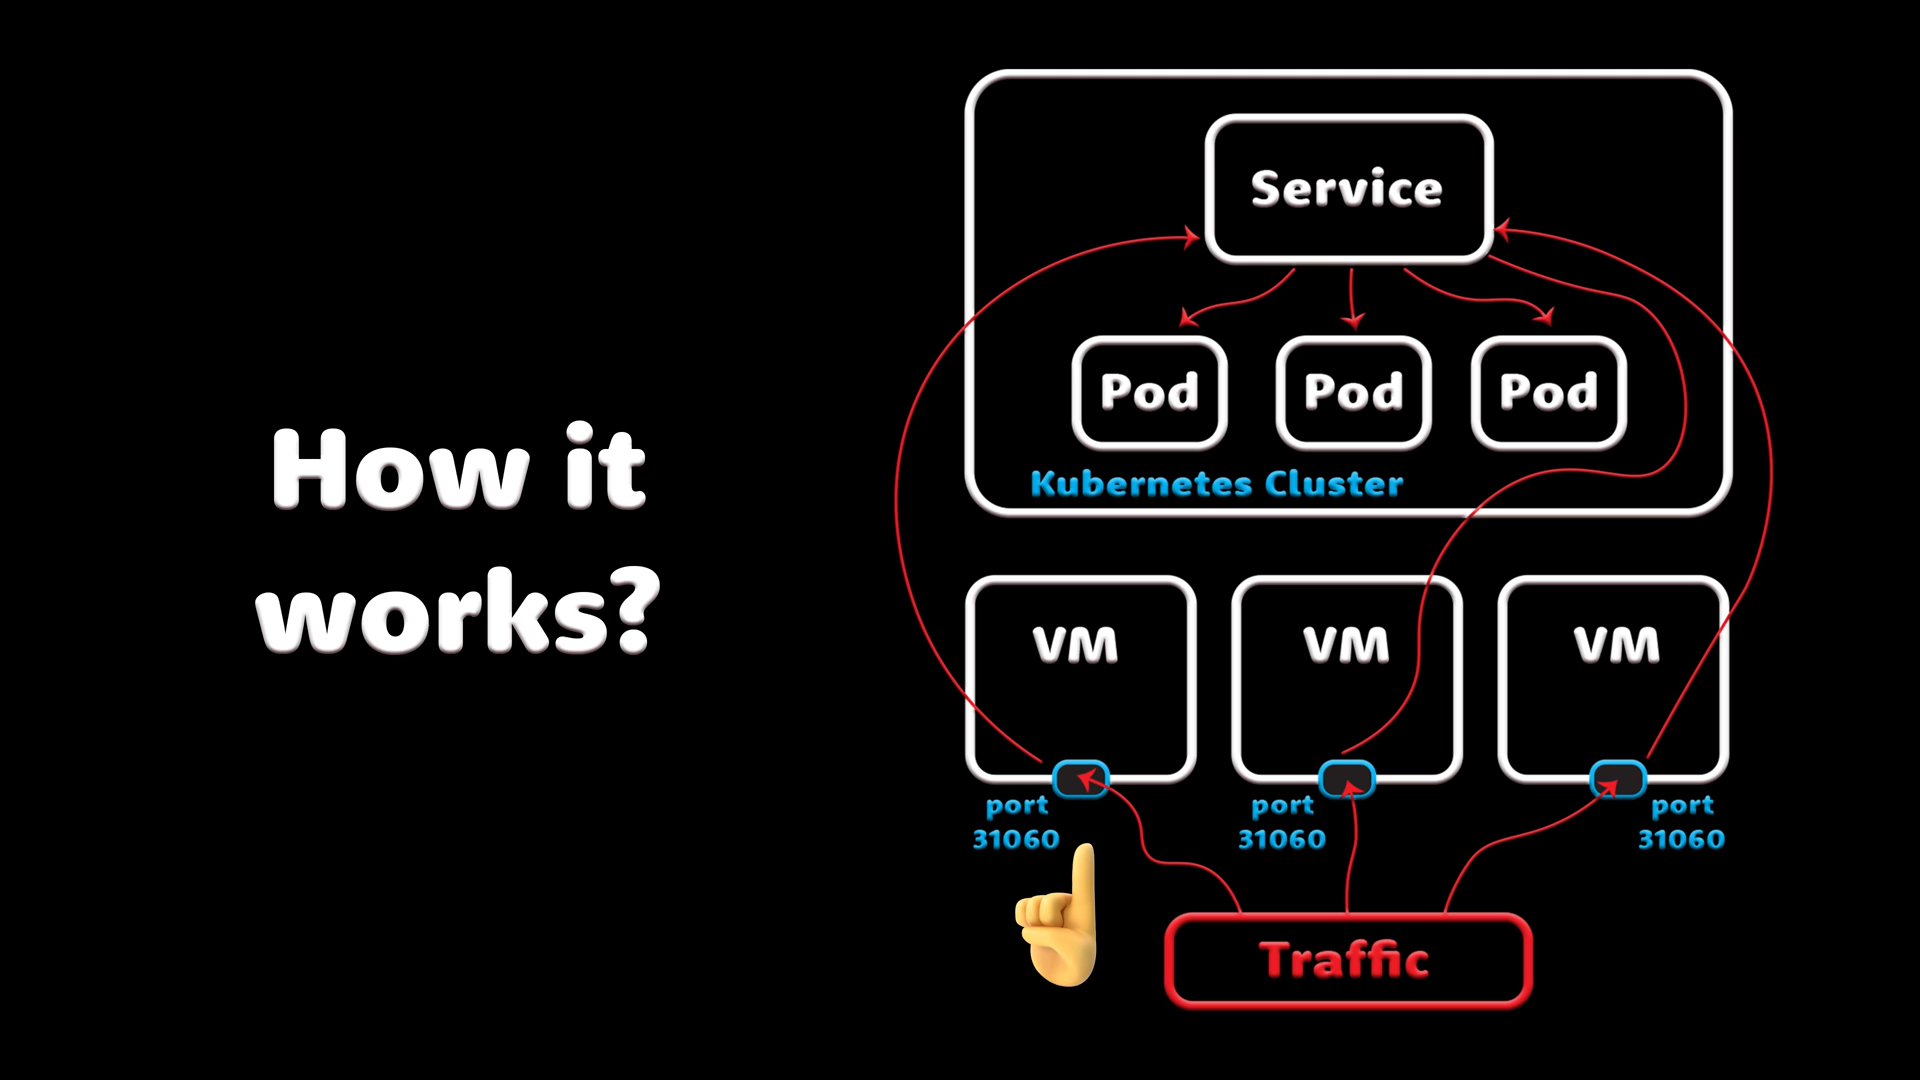 How it
works?
Service
Pod
Pod
Pod
Kubernetes Cluster
VM
VM
VM
port
31060
port
31060
port
31060
Traffic